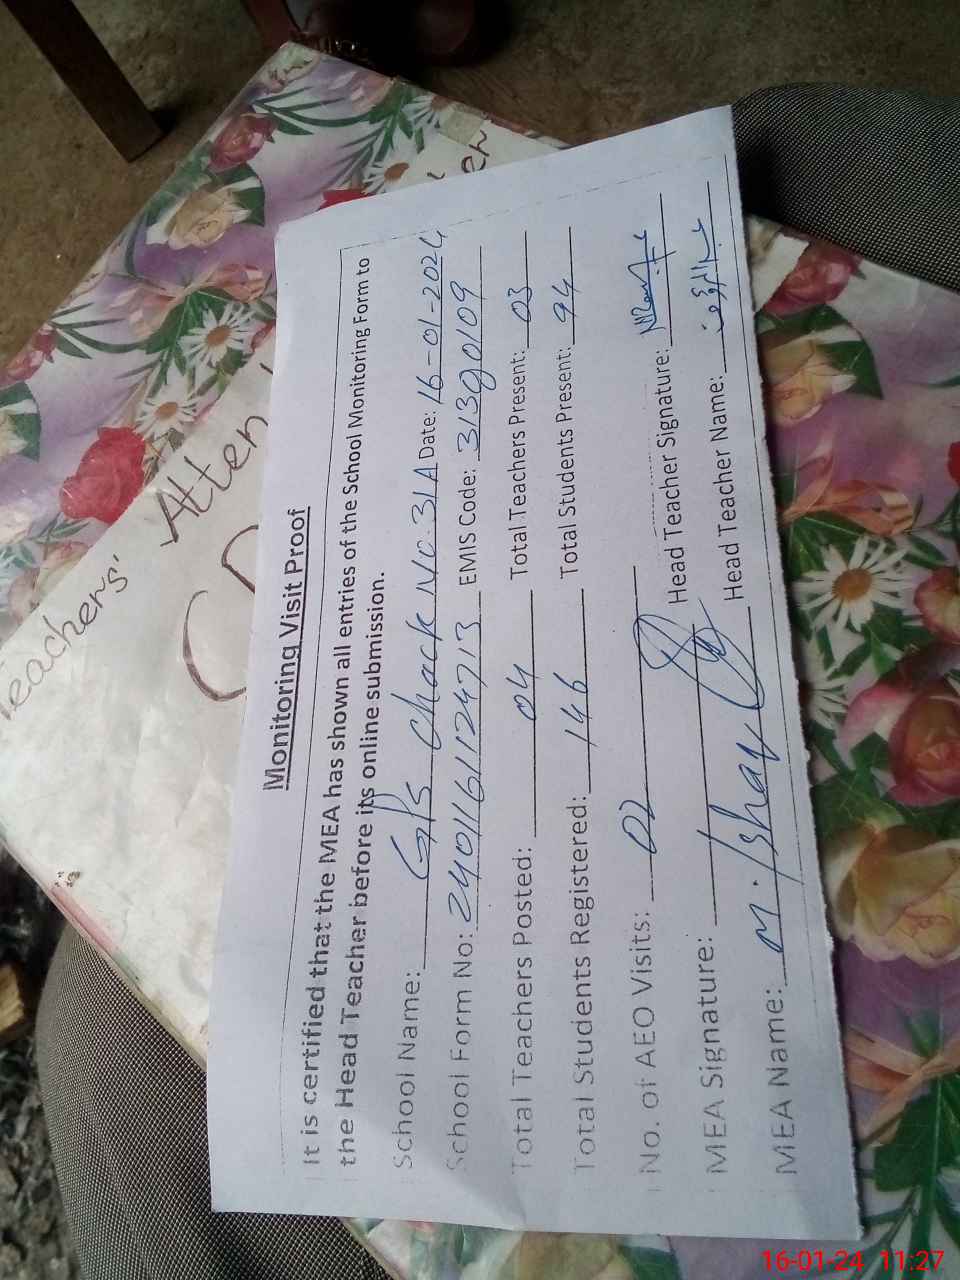 Teachers' Atten
Monitoring Visit Proof
It is certified that the MEA has shown all entries of the School Monitoring Form to
the Head Teacher before its online submission.
School Name: GPS Chack No. 31A Date: 16-01-2024
School Form No: 2401161124713 EMIS Code: 31390109
Total Teachers Posted: 04 Total Teachers Present: 03
Total Students Registered: 146 Total Students Present: 94
No. of AEO Visits: 02
MEA Signature: Head Teacher Signature:
MEA Name: M. Ishaq Head Teacher Name: عبدالرؤف
16-01-24 11:27